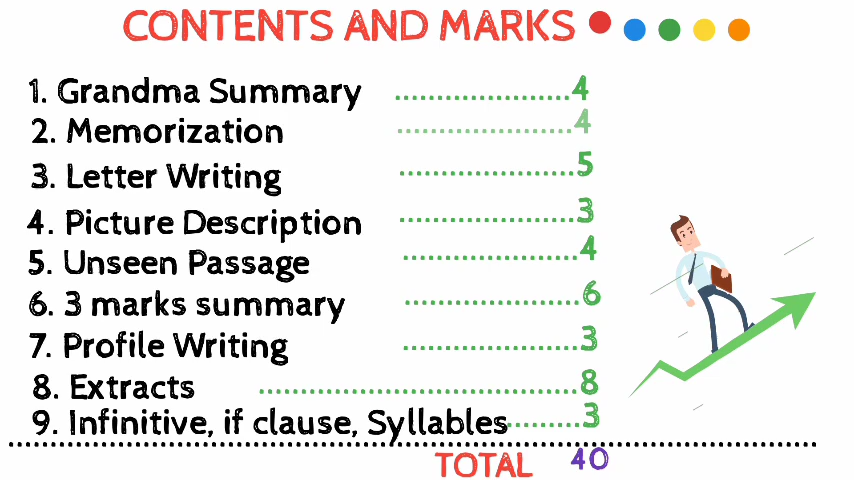 CONTENTS AND MARKS
1. Grandma Summary ......................4
2. Memorization ......................4
3. Letter Writing ......................5
4. Picture Description ......................3
5. Unseen Passage ......................4
6. 3 marks summary ......................6
7. Profile Writing ......................3
8. Extracts ........................................8
9. Infinitive, if clause, Syllables.........3
TOTAL 40